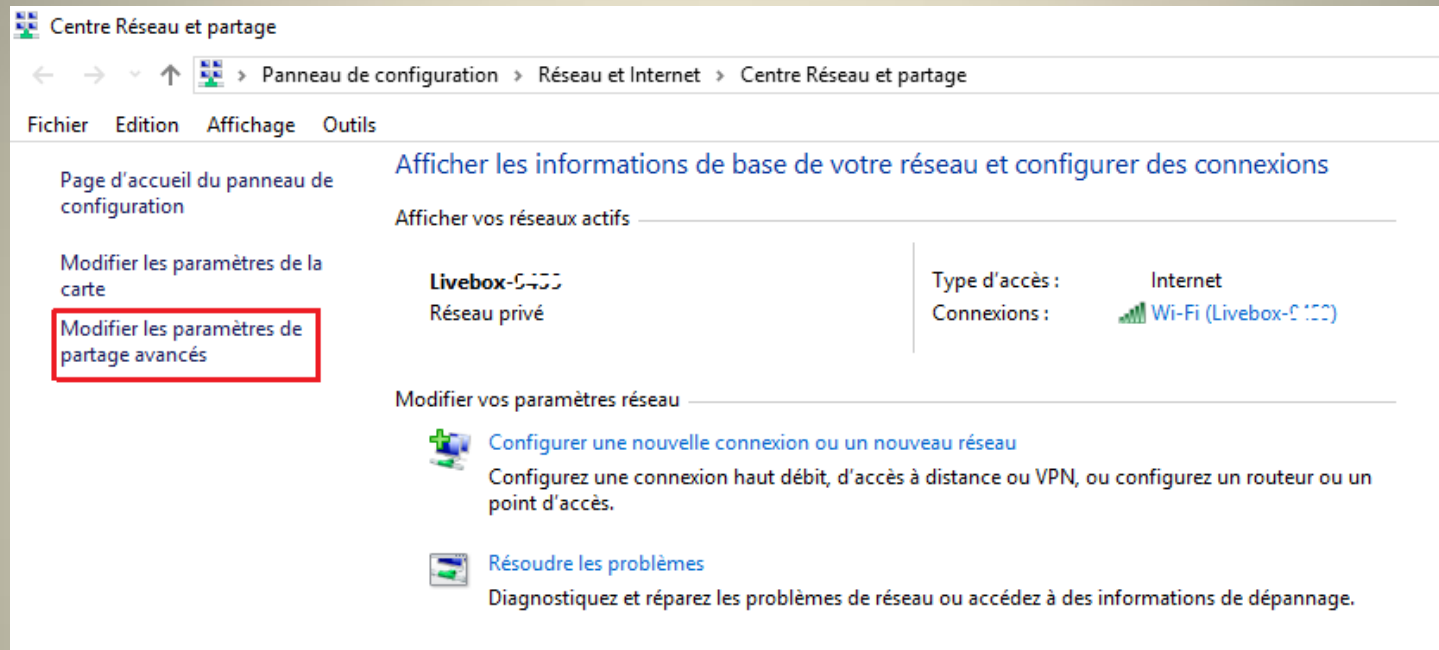 Centre Réseau et partage
Panneau de configuration > Réseau et Internet > Centre Réseau et partage
Fichier Edition Affichage Outils
Page d'accueil du panneau de
configuration
Modifier les paramètres de la
carte
Modifier les paramètres de
partage avancés
Afficher les informations de base de votre réseau et configurer des connexions
Afficher vos réseaux actifs
Livebox-
Réseau privé
Type d'accès : Internet
Connexions : Wi-Fi (Livebox-
Modifier vos paramètres réseau
Configurer une nouvelle connexion ou un nouveau réseau
Configurez une connexion haut débit, d'accès à distance ou VPN, ou configurez un routeur ou un
point d'accès.
Résoudre les problèmes
Diagnostiquez et réparez les problèmes de réseau ou accédez à des informations de dépannage.